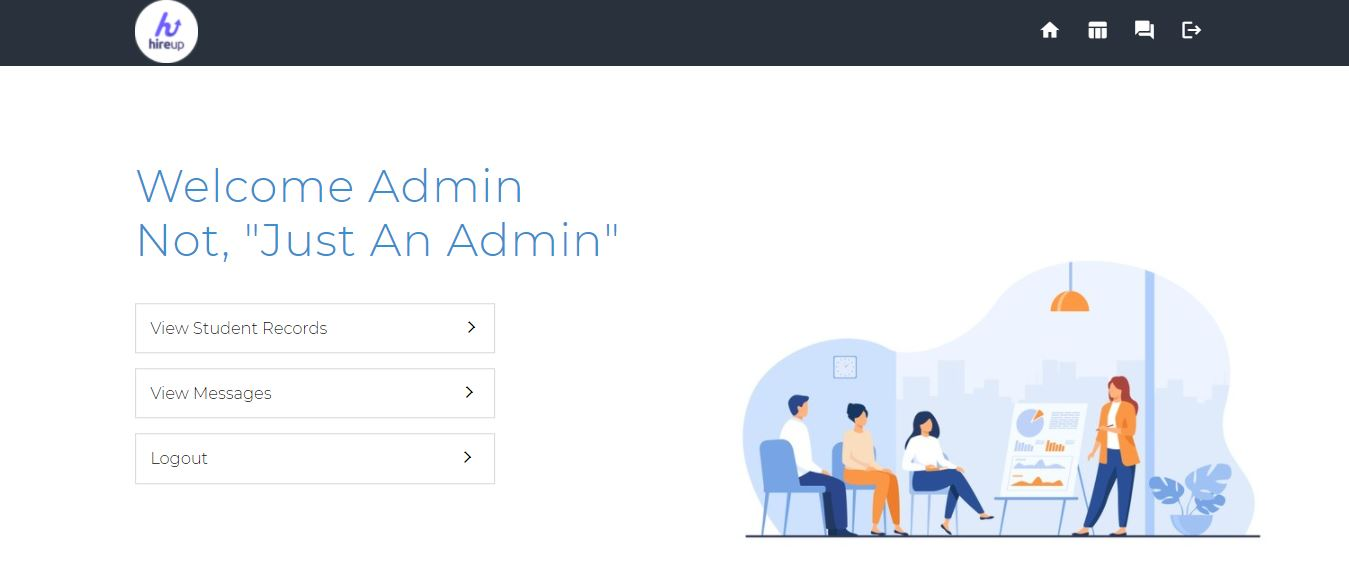 hireup
Welcome Admin
Not, "Just An Admin"
View Student Records
View Messages
Logout